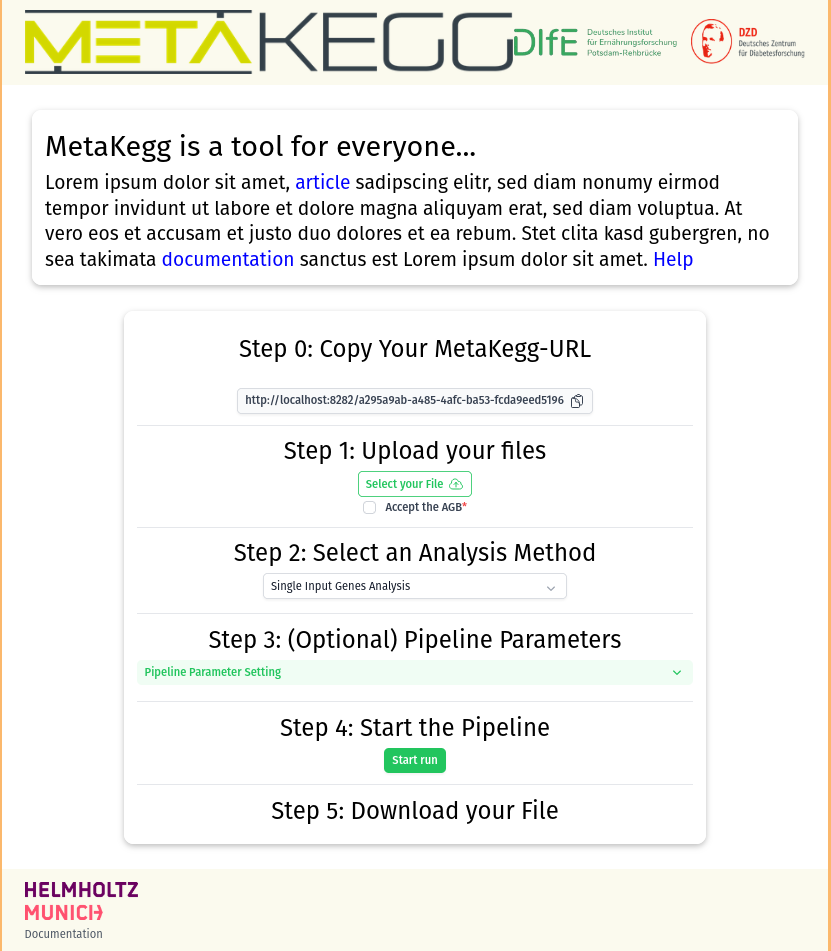 METAKEGG
DIfE
Deutsches Institut
für Ernährungsforschung
Potsdam-Rehbrücke
DZD
Deutsches Zentrum
für Diabetesforschung
MetaKegg is a tool for everyone...
Lorem ipsum dolor sit amet, article sadipscing elitr, sed diam nonumy eirmod
tempor invidunt ut labore et dolore magna aliquyam erat, sed diam voluptua. At
vero eos et accusam et justo duo dolores et ea rebum. Stet clita kasd gubergren, no
sea takimata documentation sanctus est Lorem ipsum dolor sit amet. Help
Step 0: Copy Your MetaKegg-URL
http://localhost:8282/a295a9ab-a485-4afc-ba53-fcda9eed5196
Step 1: Upload your files
Select your File
Accept the AGB*
Step 2: Select an Analysis Method
Single Input Genes Analysis
Step 3: (Optional) Pipeline Parameters
Pipeline Parameter Setting
Step 4: Start the Pipeline
Start run
Step 5: Download your File
HELMHOLTZ
MUNICH
Documentation